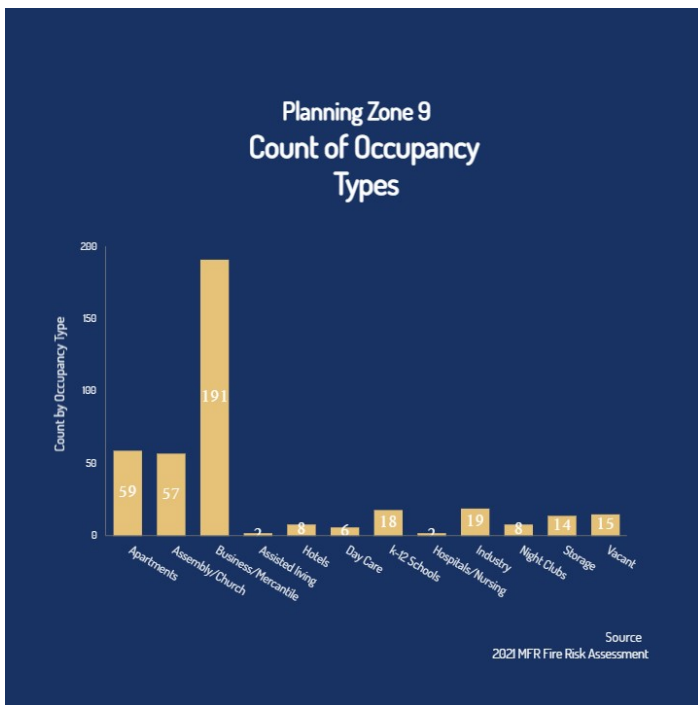 Planning Zone 9
Count of Occupancy
Types
Count by Occupancy Type
200
150
100
50
0
59
57
191
2
8
6
18
2
19
8
14
15
Apartments
Assembly/Church
Business/Mercantile
Assisted living
Hotels
Day Care
k-12 Schools
Hospitals/Nursing
Industry
Night Clubs
Storage
Vacant
Source
2021 MFR Fire Risk Assessment